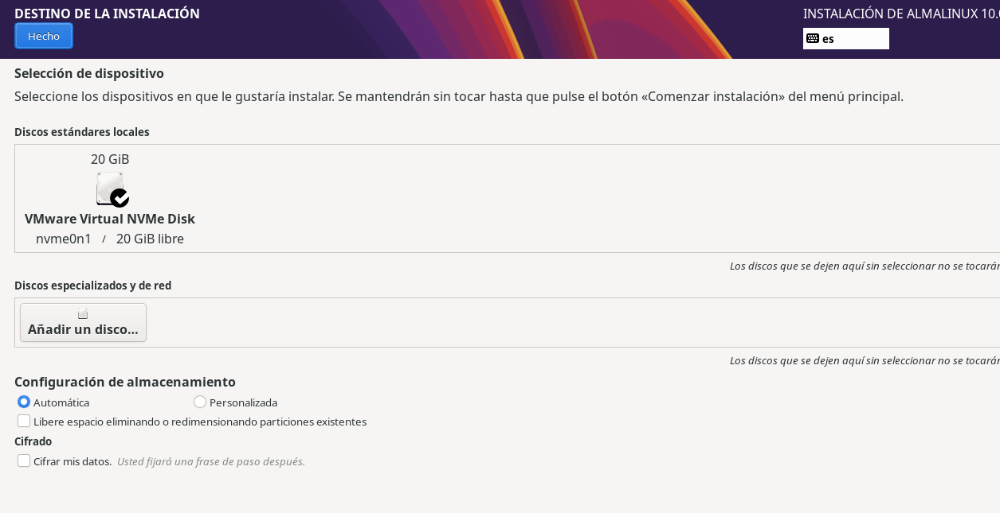 DESTINO DE LA INSTALACIÓN
INSTALACIÓN DE ALMALINUX 10.
Hecho
es
Selección de dispositivo
Seleccione los dispositivos en que le gustaría instalar. Se mantendrán sin tocar hasta que pulse el botón «Comenzar instalación» del menú principal.
Discos estándares locales
20 GiB
VMware Virtual NVMe Disk
nvme0n1 / 20 GiB libre
Los discos que se dejen aquí sin seleccionar no se tocarán
Discos especializados y de red
Añadir un disco...
Los discos que se dejen aquí sin seleccionar no se tocarán
Configuración de almacenamiento
Automática Personalizada
Libere espacio eliminando o redimensionando particiones existentes
Cifrado
Cifrar mis datos. Usted fijará una frase de paso después.